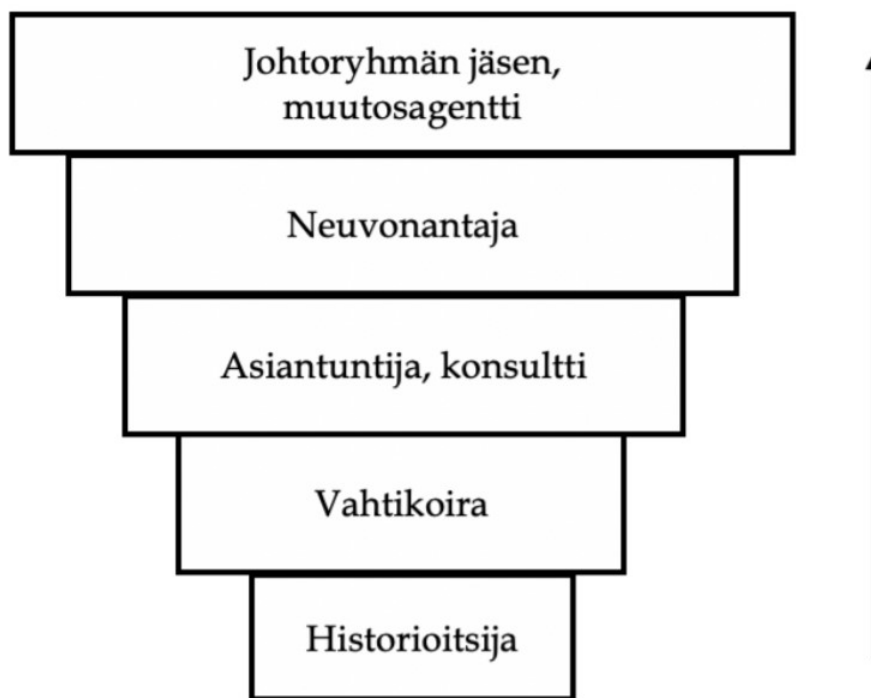 Johtoryhmän jäsen,
muutosagentti
Neuvonantaja
Asiantuntija, konsultti
Vahtikoira
Historioitsija